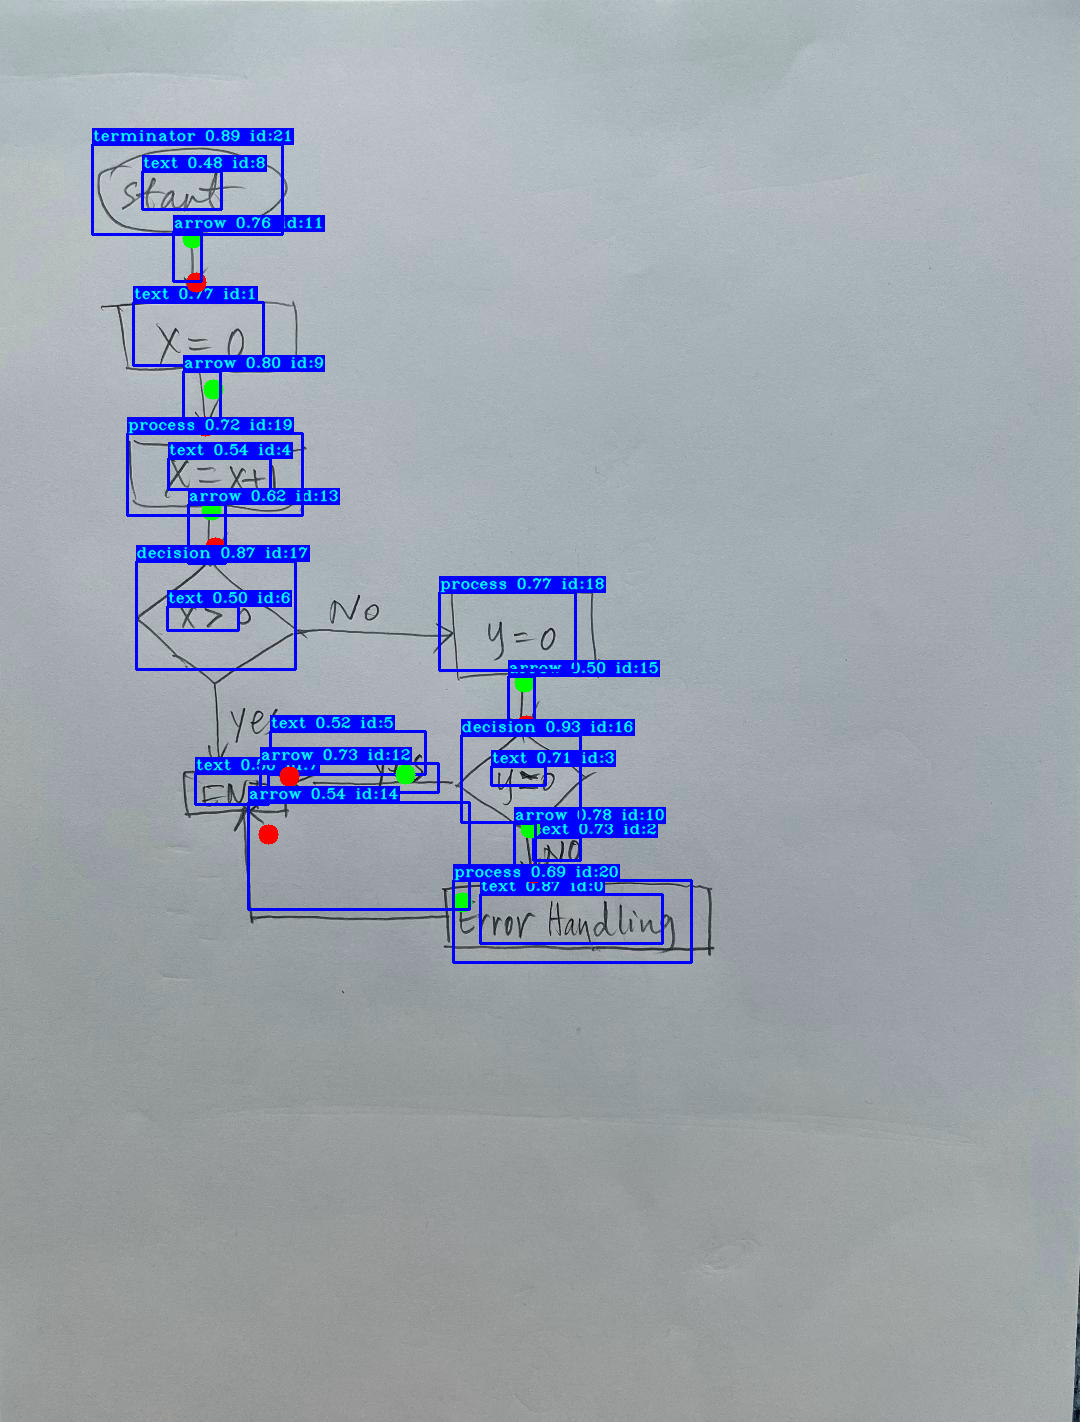 terminator 0.89 id:21
text 0.48 id:8
start
arrow 0.76 id:11
text 0.77 id:1
X = 0
arrow 0.80 id:9
process 0.72 id:19
text 0.54 id:4
X = X+1
arrow 0.62 id:13
decision 0.87 id:17
text 0.50 id:6
X > 0
No
process 0.77 id:18
y = 0
arrow 0.50 id:15
yes
text 0.52 id:5
decision 0.93 id:16
arrow 0.73 id:12
text 0.71 id:3
yes
END
arrow 0.54 id:14
arrow 0.78 id:10
text 0.73 id:2
NO
process 0.69 id:20
text 0.87 id:0
Error Handling